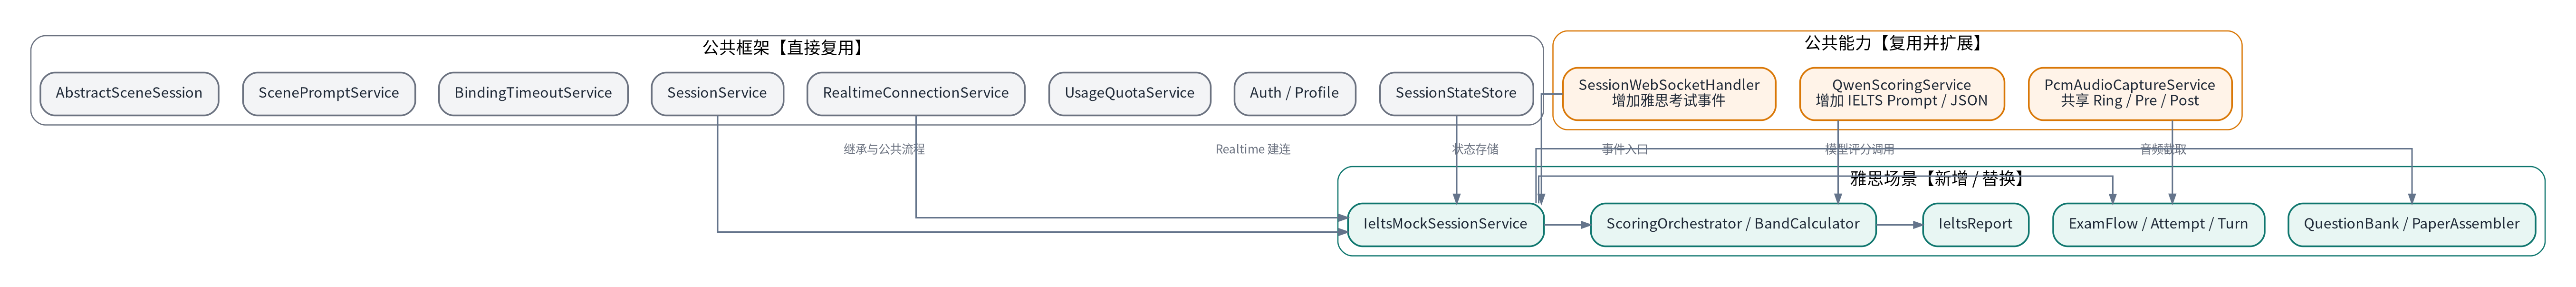 公共框架【直接复用】
AbstractSceneSession
ScenePromptService
BindingTimeoutService
SessionService
RealtimeConnectionService
UsageQuotaService
Auth / Profile
SessionStateStore
公共能力【复用并扩展】
SessionWebSocketHandler
增加雅思考试事件
QwenScoringService
增加 IELTS Prompt / JSON
PcmAudioCaptureService
共享 Ring / Pre / Post
继承与公共流程
Realtime 建连
状态存储
事件入口
模型评分调用
音频截取
雅思场景【新增 / 替换】
IeltsMockSessionService
ScoringOrchestrator / BandCalculator
IeltsReport
ExamFlow / Attempt / Turn
QuestionBank / PaperAssembler